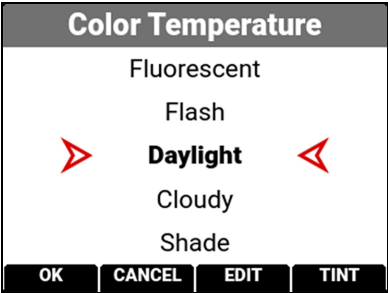 Color Temperature
Fluorescent
Flash
Daylight
Cloudy
Shade
OK CANCEL EDIT TINT